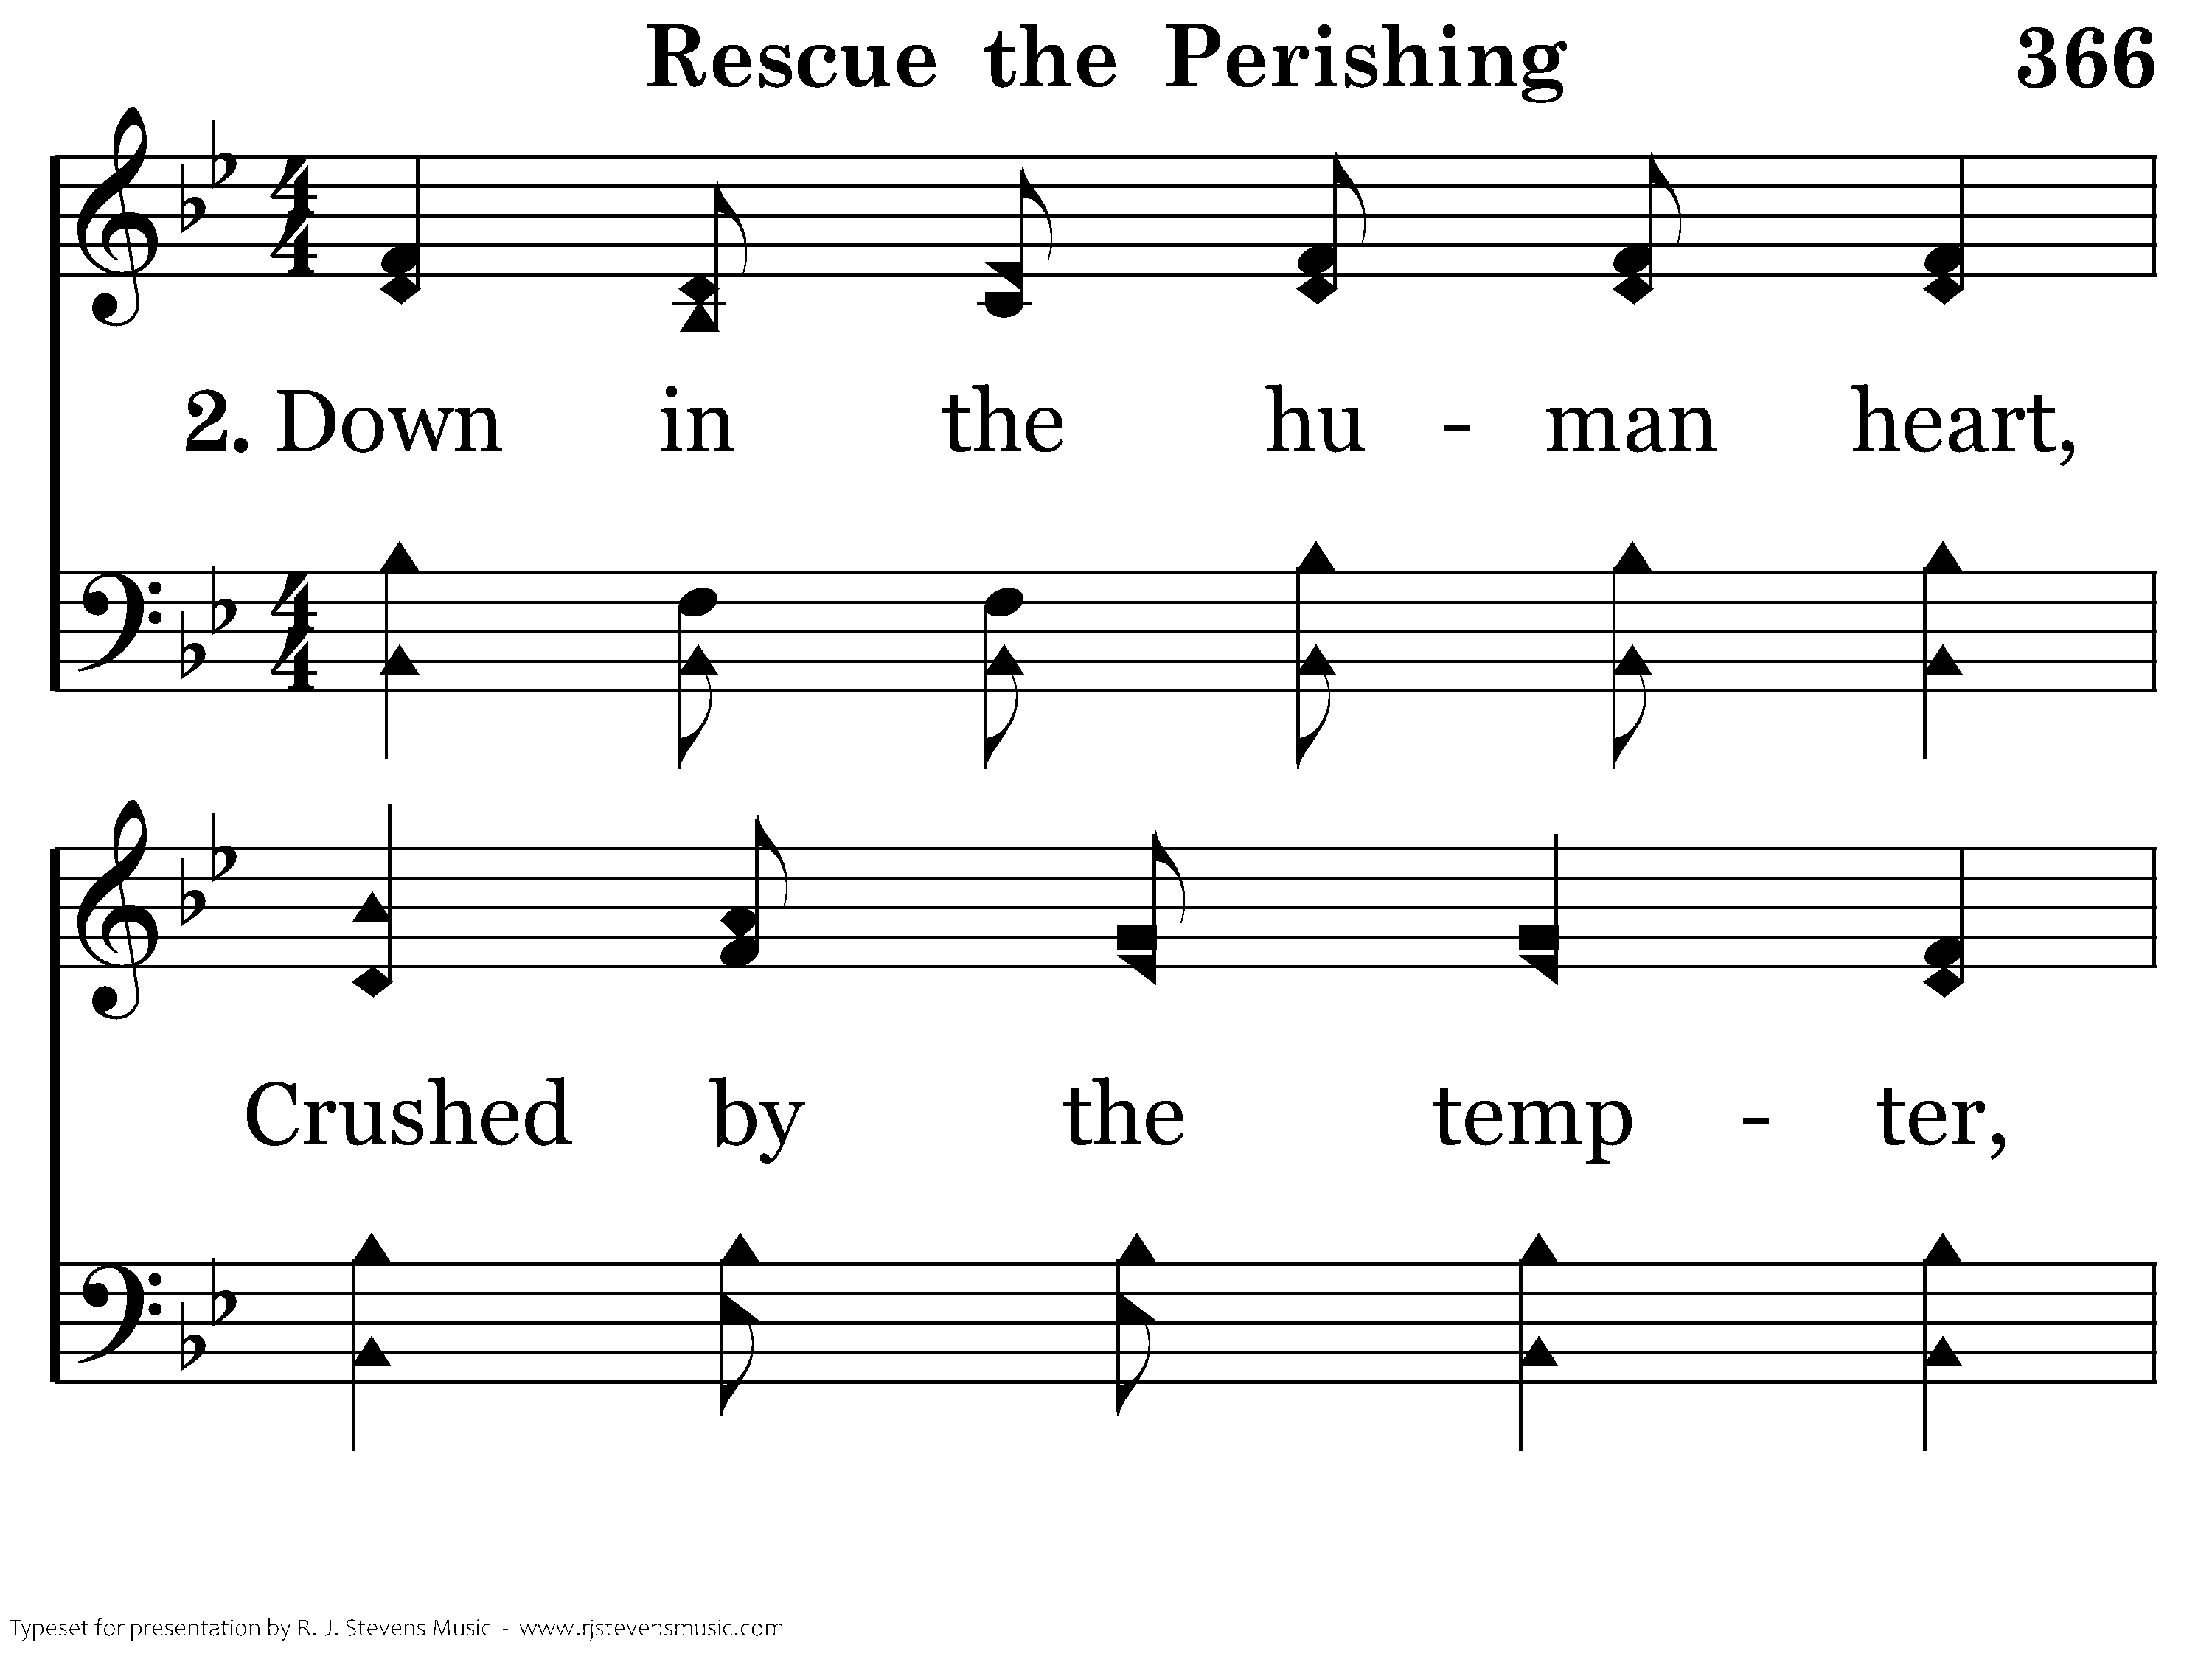 Rescue the Perishing 366
2. Down in the hu - man heart,
Crushed by the temp - ter,
Typeset for presentation by R. J. Stevens Music - www.rjstevensmusic.com